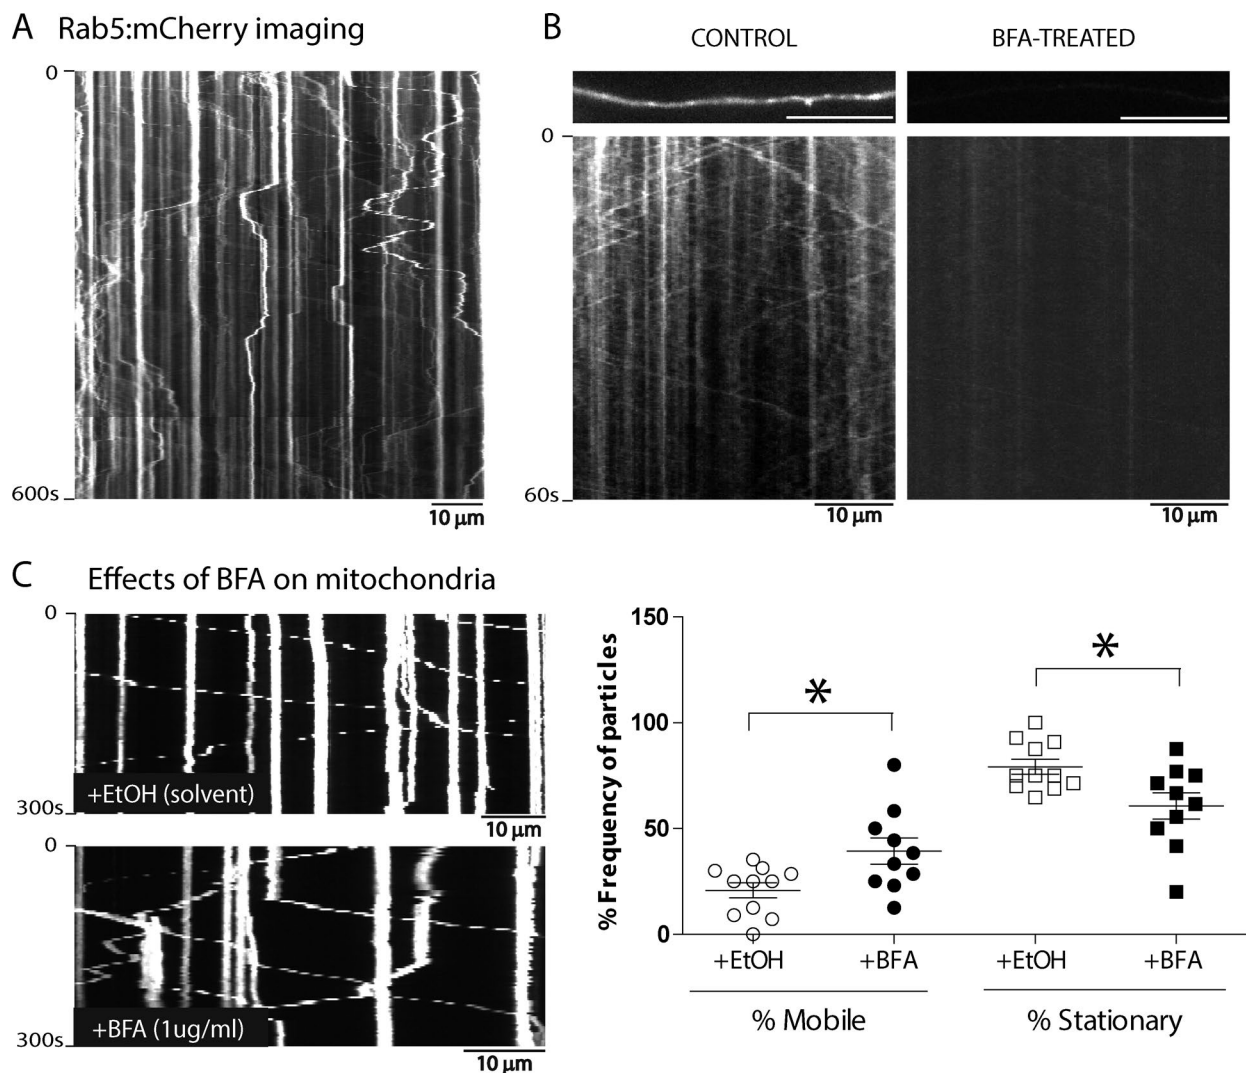 A Rab5:mCherry imaging
0
600s
10 µm
B
CONTROL
BFA-TREATED
0
60s
10 µm
10 µm
C Effects of BFA on mitochondria
0
+EtOH (solvent)
300s
10 µm
0
+BFA (1ug/ml)
300s
10 µm
% Frequency of particles
150
100
50
0
*
*
+EtOH
+BFA
+EtOH
+BFA
% Mobile
% Stationary